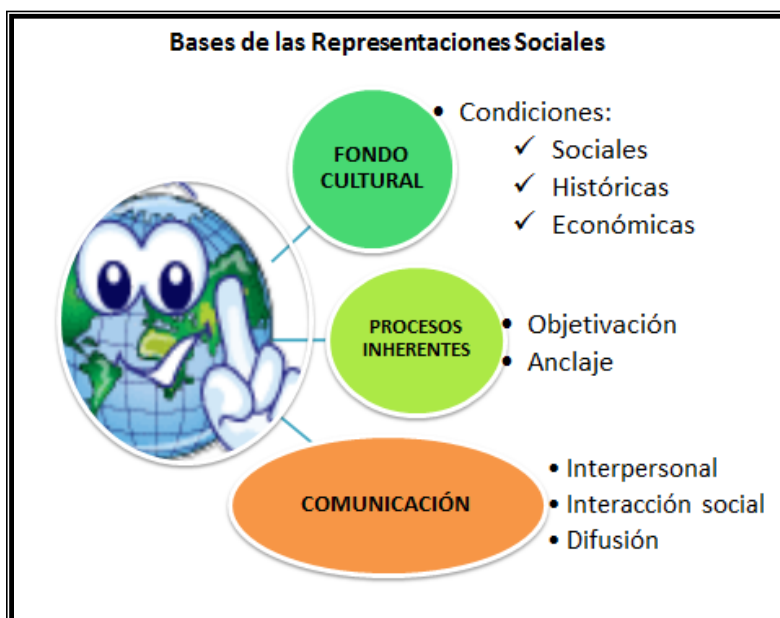 Bases de las Representaciones Sociales
FONDO
CULTURAL
• Condiciones:
✓ Sociales
✓ Históricas
✓ Económicas
PROCESOS
INHERENTES
• Objetivación
• Anclaje
COMUNICACIÓN
• Interpersonal
• Interacción social
• Difusión